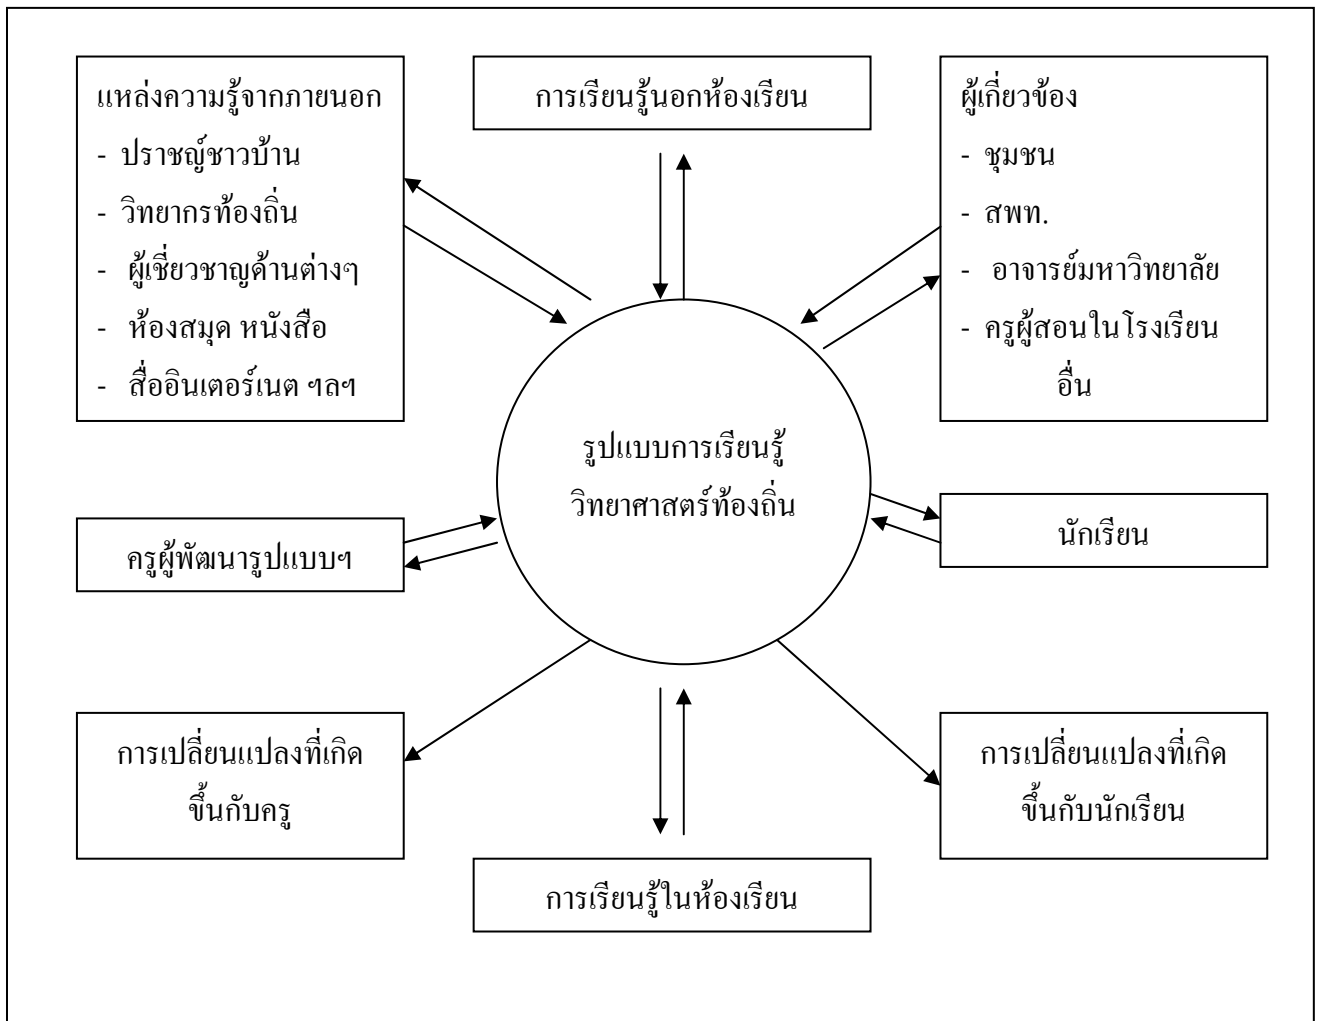 แหล่งความรู้จากภายนอก
- ปราชญ์ชาวบ้าน
- วิทยากรท้องถิ่น
- ผู้เชี่ยวชาญด้านต่างๆ
- ห้องสมุด หนังสือ
- สื่ออินเตอร์เนต ฯลฯ
การเรียนรู้นอกห้องเรียน
ผู้เกี่ยวข้อง
- ชุมชน
- สพท.
- อาจารย์มหาวิทยาลัย
- ครูผู้สอนในโรงเรียน
อื่น
รูปแบบการเรียนรู้
วิทยาศาสตร์ท้องถิ่น
ครูผู้พัฒนารูปแบบฯ
นักเรียน
การเปลี่ยนแปลงที่เกิด
ขึ้นกับครู
การเปลี่ยนแปลงที่เกิด
ขึ้นกับนักเรียน
การเรียนรู้ในห้องเรียน